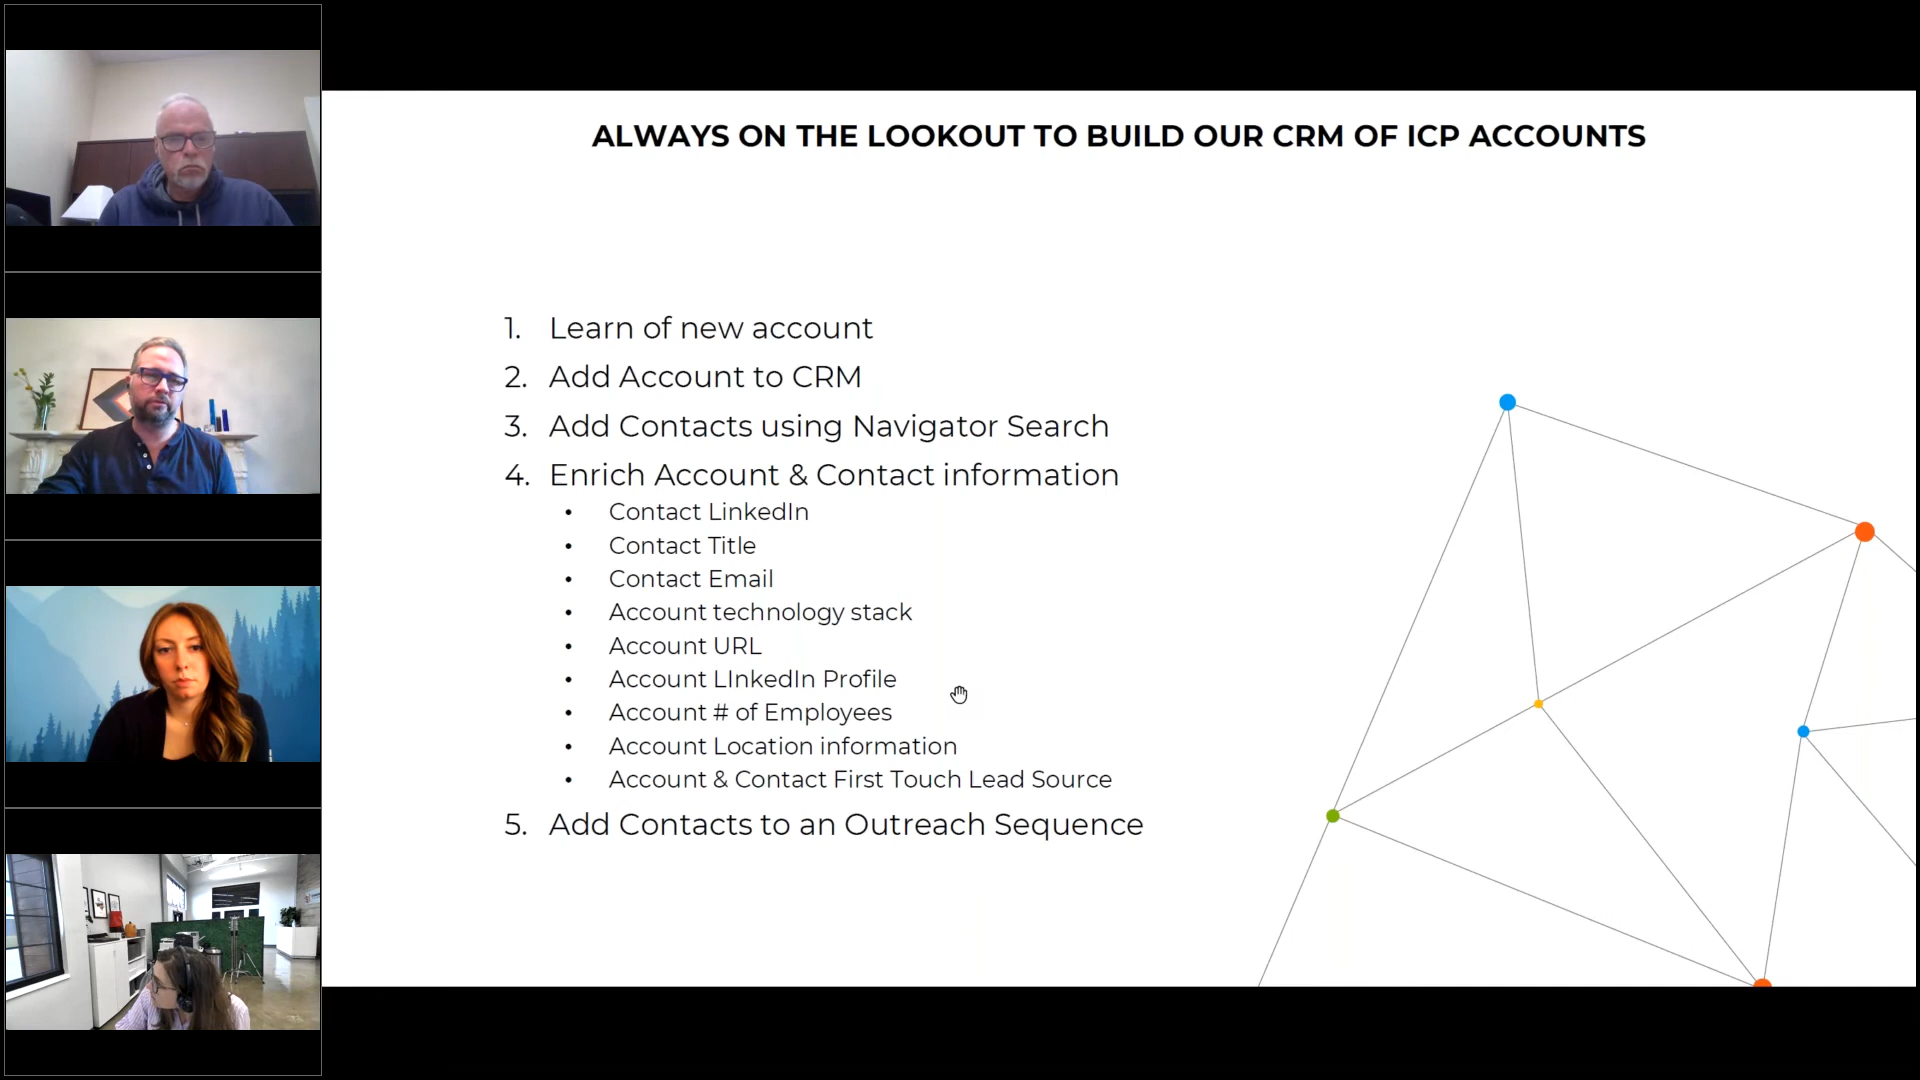 ALWAYS ON THE LOOKOUT TO BUILD OUR CRM OF ICP ACCOUNTS
1. Learn of new account
2. Add Account to CRM
3. Add Contacts using Navigator Search
4. Enrich Account & Contact information
• Contact LinkedIn
• Contact Title
• Contact Email
• Account technology stack
• Account URL
• Account LInkedIn Profile
• Account # of Employees
• Account Location information
• Account & Contact First Touch Lead Source
5. Add Contacts to an Outreach Sequence